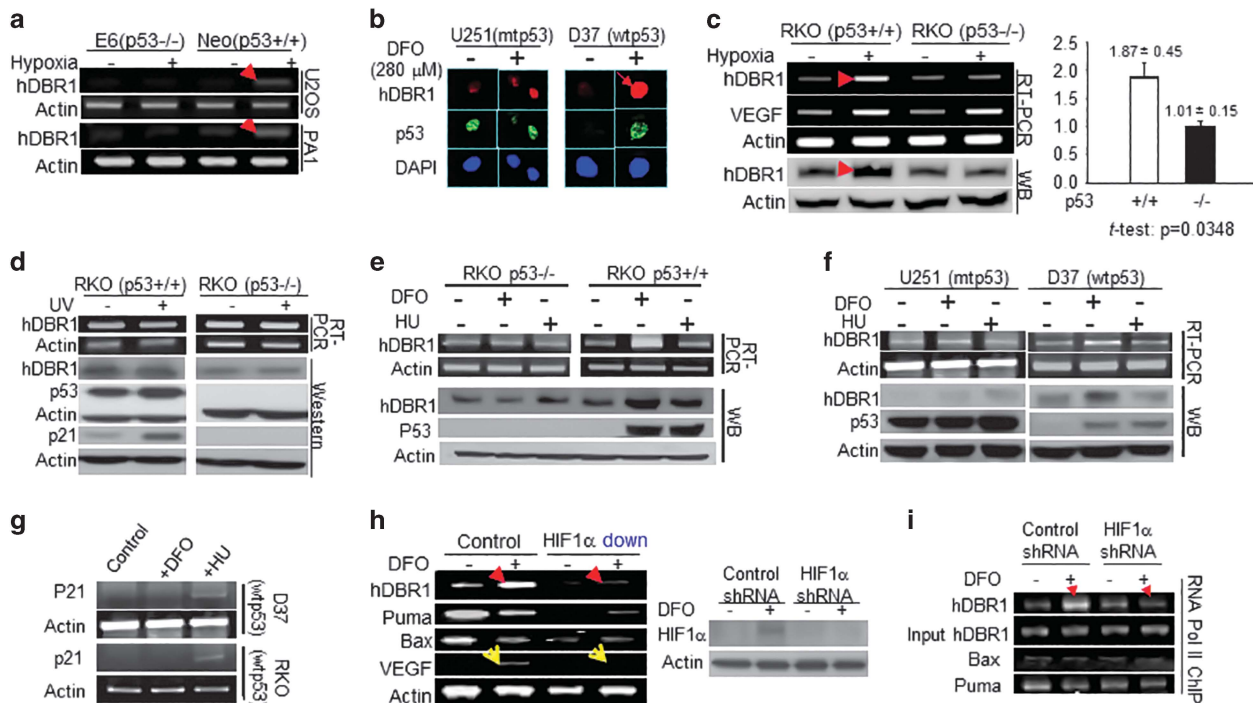 a
E6(p53-/-) Neo(p53+/+)
Hypoxia - + - +
hDBR1
Actin
U2OS
hDBR1
Actin
PA1
b
U251(mtp53) D37 (wtp53)
DFO - + - +
(280 µM)
hDBR1
p53
DAPI
c
RKO (p53+/+) RKO (p53-/-)
Hypoxia - + - +
hDBR1
VEGF
Actin
RT-PCR
hDBR1
Actin
WB
2.5
2.0
1.5
1.0
0.5
0.0
1.87± 0.45
1.01± 0.15
p53 +/+ -/-
t-test: p=0.0348
d
RKO (p53+/+) RKO (p53-/-)
UV - + - +
hDBR1
Actin
RT-
PCR
hDBR1
p53
Actin
p21
Actin
Western
e
RKO p53-/- RKO p53+/+
DFO - + - - + -
HU - - + - - +
hDBR1
Actin
RT-
PCR
hDBR1
P53
Actin
WB
f
U251 (mtp53) D37 (wtp53)
DFO - + - - + -
HU - - + - - +
hDBR1
Actin
RT-PCR
hDBR1
p53
Actin
WB
g
Control
+DFO
+HU
P21
Actin
D37
(wtp53)
p21
Actin
RKO
(wtp53)
h
Control HIF1α down
DFO - + - +
hDBR1
Puma
Bax
VEGF
Actin
Control HIF1α
shRNA shRNA
DFO - + - +
HIF1α
Actin
i
Control HIF1α
shRNA shRNA
DFO - + - +
hDBR1
Input hDBR1
Bax
Puma
RNA Pol II ChIP